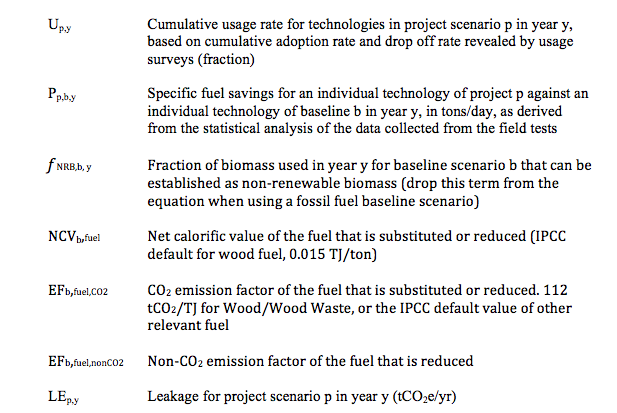 U p,y Cumulative usage rate for technologies in project scenario p in year y,
based on cumulative adoption rate and drop off rate revealed by usage
surveys (fraction)
P p,b,y Specific fuel savings for an individual technology of project p against an
individual technology of baseline b in year y, in tons/day, as derived
from the statistical analysis of the data collected from the field tests
f NRB,b, y Fraction of biomass used in year y for baseline scenario b that can be
established as non-renewable biomass (drop this term from the
equation when using a fossil fuel baseline scenario)
NCV b,fuel Net calorific value of the fuel that is substituted or reduced (IPCC
default for wood fuel, 0.015 TJ/ton)
EF b,fuel,CO2 CO₂ emission factor of the fuel that is substituted or reduced. 112
tCO₂/TJ for Wood/Wood Waste, or the IPCC default value of other
relevant fuel
EF b,fuel,nonCO2 Non-CO₂ emission factor of the fuel that is reduced
LE p,y Leakage for project scenario p in year y (tCO₂e/yr)